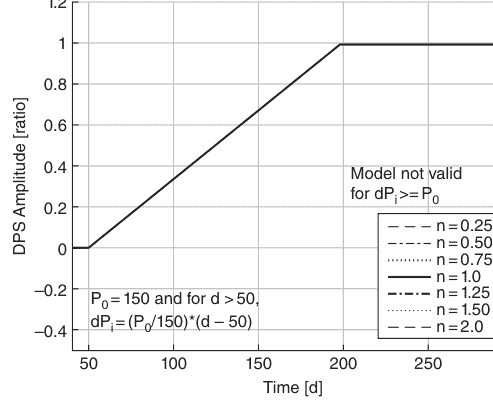 1.2
1
0.8
0.6
0.4
0.2
0
−0.2
−0.4
DPS Amplitude [ratio]
Model not valid
for dPi>=P0
n=0.25
n=0.50
n=0.75
n=1.0
n=1.25
n=1.50
n=2.0
P0=150 and for d>50,
dPi=(P0/150)*(d−50)
50
100
150
200
250
Time [d]